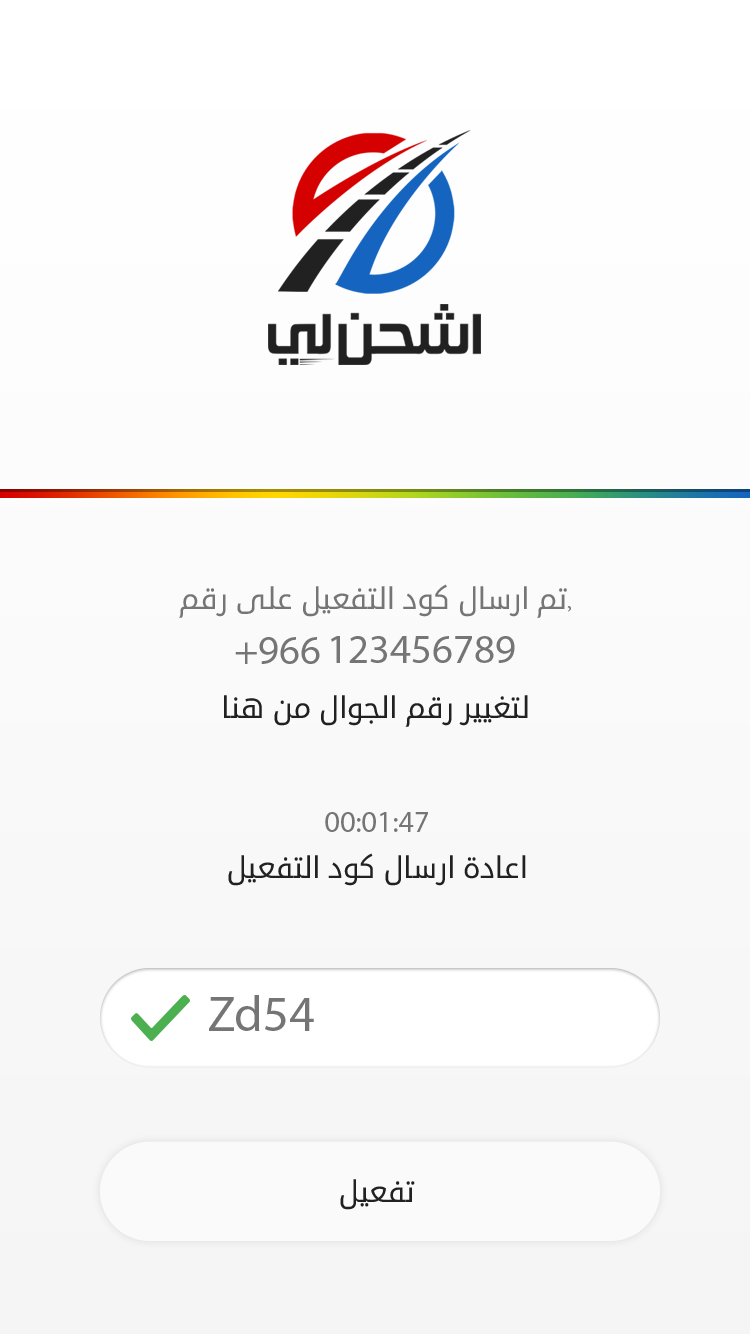 اشحن لي
تم ارسال كود التفعيل على رقم,
+966 123456789
لتغيير رقم الجوال من هنا
00:01:47
اعادة ارسال كود التفعيل
Zd54
تفعيل